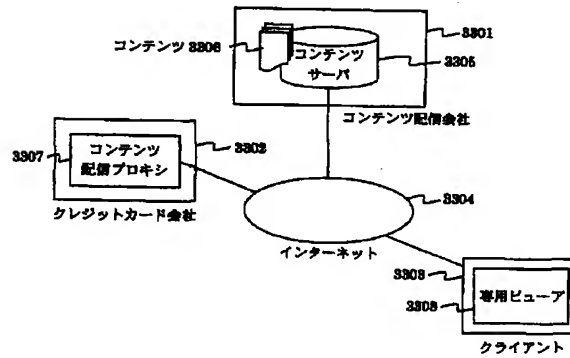 コンテンツ 3306
コンテンツ
サーバ
3301
3305
コンテンツ配信会社
3307
コンテンツ
配信プロキシ
3302
クレジットカード会社
3304
インターネット
3303
3308
専用ビューア
クライアント